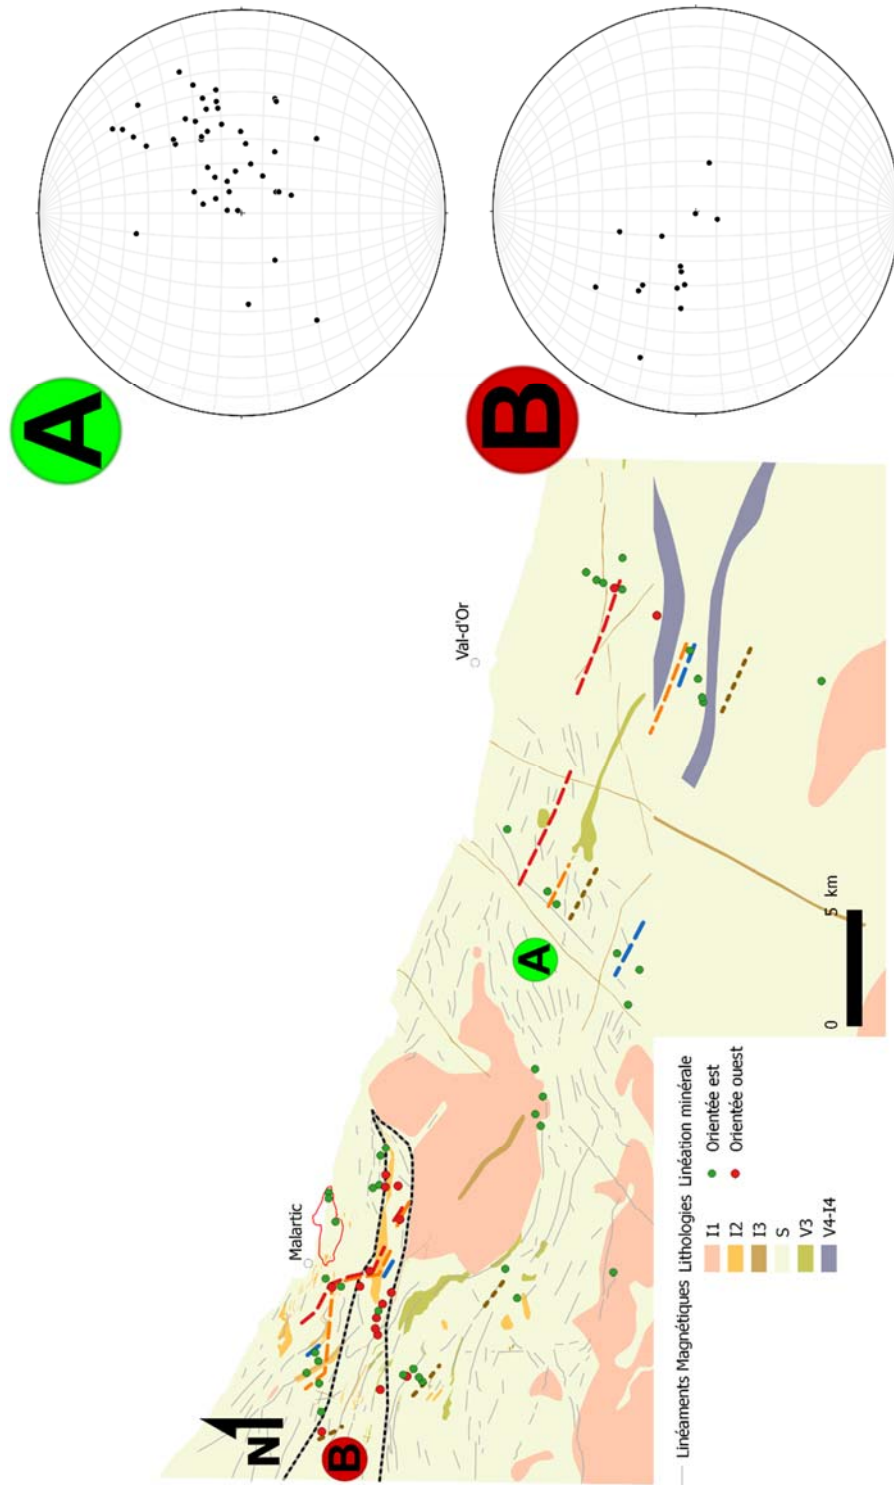 A
B
N
Malartic
Val-d'Or
A
B
0 5 km
Linéaments Magnétiques
Lithologies
I1
I2
I3
S
V3
V4-I4
Linéation minérale
Orientée est
Orientée ouest